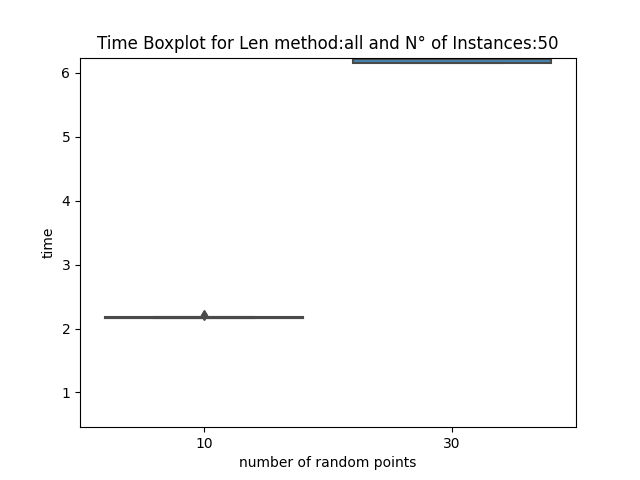 Time Boxplot for Len method:all and N° of Instances:50
6
5
4
3
2
1
time
10
30
number of random points